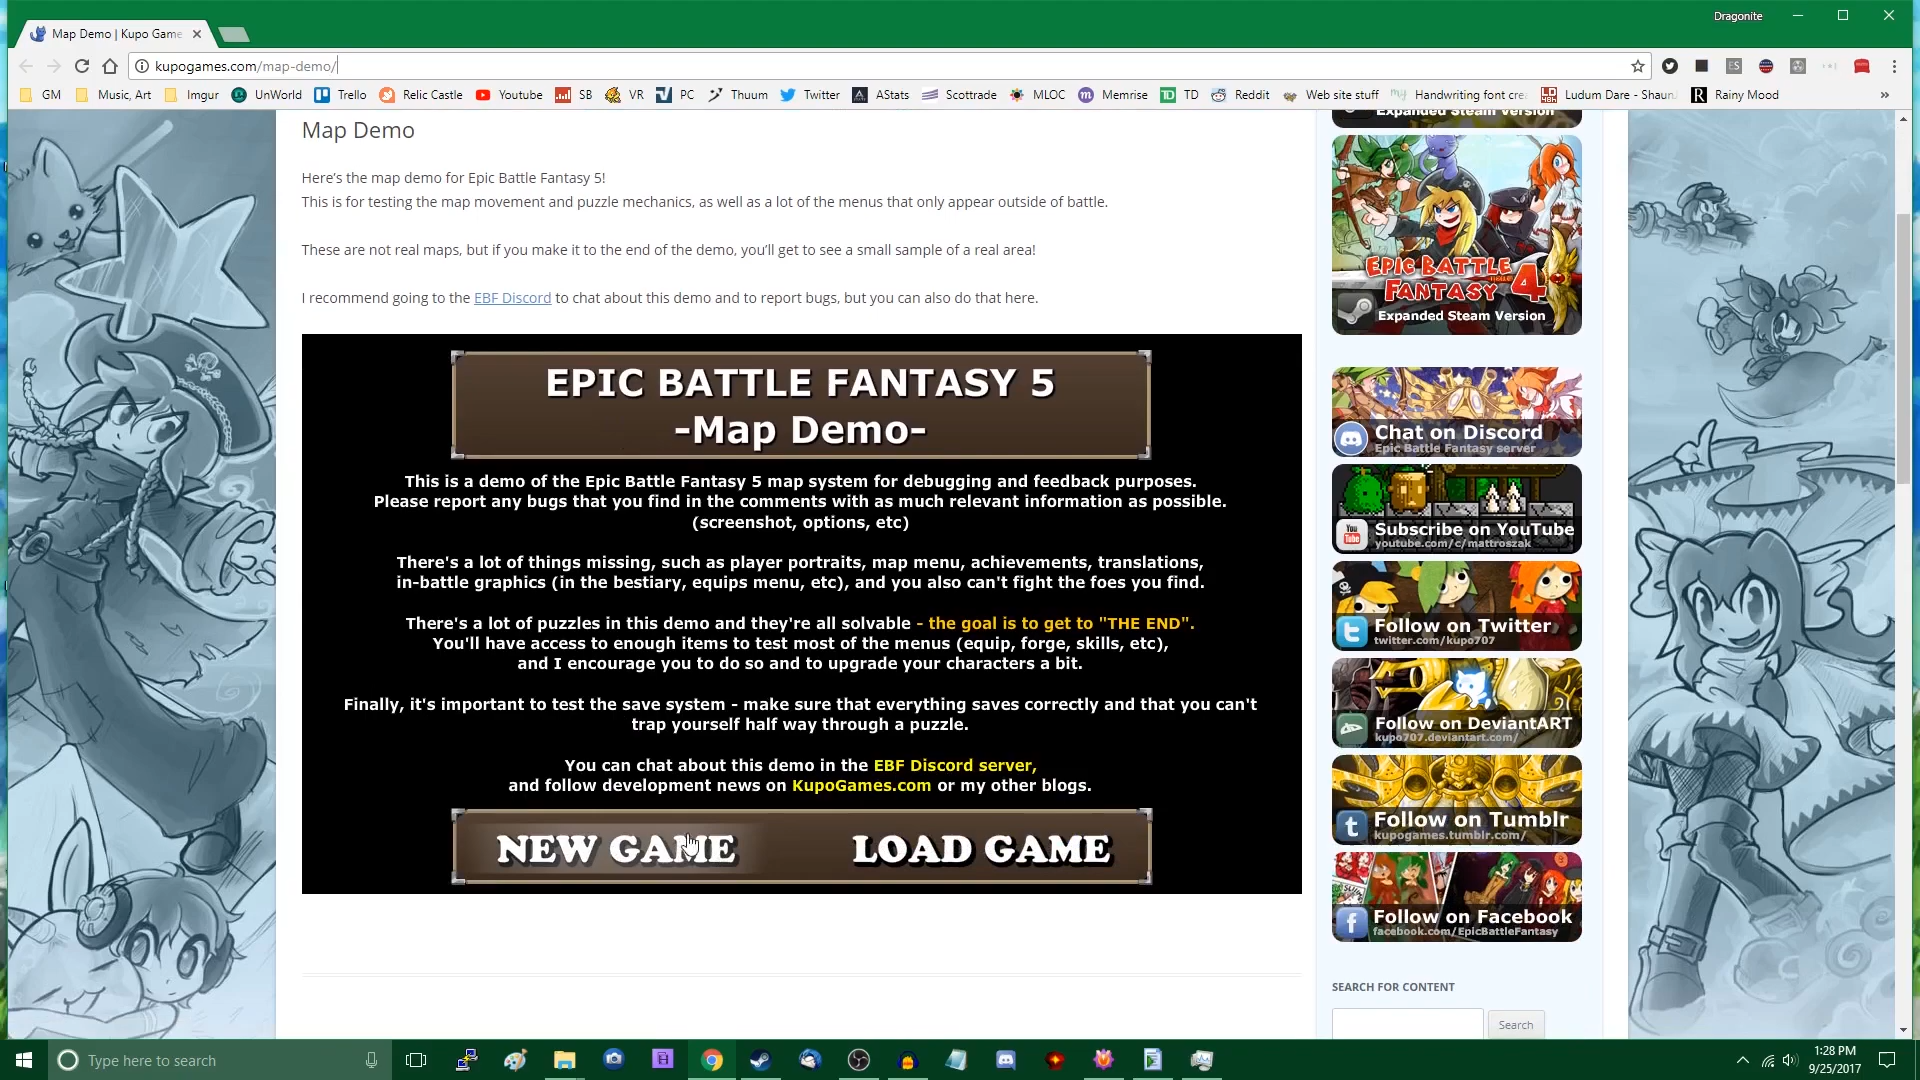 Dragonite
Map Demo | Kupo Game
kupogames.com/map-demo/
GM
Music, Art
Imgur
UnWorld
Trello
Relic Castle
Youtube
SB
VR
PC
Thuum
Twitter
AStats
Scottrade
MLOC
Memrise
TD
Reddit
Web site stuff
Handwriting font cre
Ludum Dare - Shaun
Rainy Mood
Map Demo
Here's the map demo for Epic Battle Fantasy 5!
This is for testing the map movement and puzzle mechanics, as well as a lot of the menus that only appear outside of battle.
These are not real maps, but if you make it to the end of the demo, you'll get to see a small sample of a real area!
I recommend going to the EBF Discord to chat about this demo and to report bugs, but you can also do that here.
EPIC BATTLE FANTASY 5
-Map Demo-
This is a demo of the Epic Battle Fantasy 5 map system for debugging and feedback purposes.
Please report any bugs that you find in the comments with as much relevant information as possible.
(screenshot, options, etc)
There's a lot of things missing, such as player portraits, map menu, achievements, translations,
in-battle graphics (in the bestiary, equips menu, etc), and you also can't fight the foes you find.
There's a lot of puzzles in this demo and they're all solvable - the goal is to get to "THE END".
You'll have access to enough items to test most of the menus (equip, forge, skills, etc),
and I encourage you to do so and to upgrade your characters a bit.
Finally, it's important to test the save system - make sure that everything saves correctly and that you can't
trap yourself half way through a puzzle.
You can chat about this demo in the EBF Discord server,
and follow development news on KupoGames.com or my other blogs.
NEW GAME
LOAD GAME
Expanded Steam Version
EPIC BATTLE
FANTASY 4
Expanded Steam Version
Chat on Discord
Epic Battle Fantasy server
Subscribe on YouTube
youtube.com/c/mattroszak
Follow on Twitter
twitter.com/kupo707
Follow on DeviantART
kupo707.deviantart.com/
Follow on Tumblr
kupogames.tumblr.com/
Follow on Facebook
facebook.com/EpicBattleFantasy
SEARCH FOR CONTENT
Search
Type here to search
1:28 PM
9/25/2017